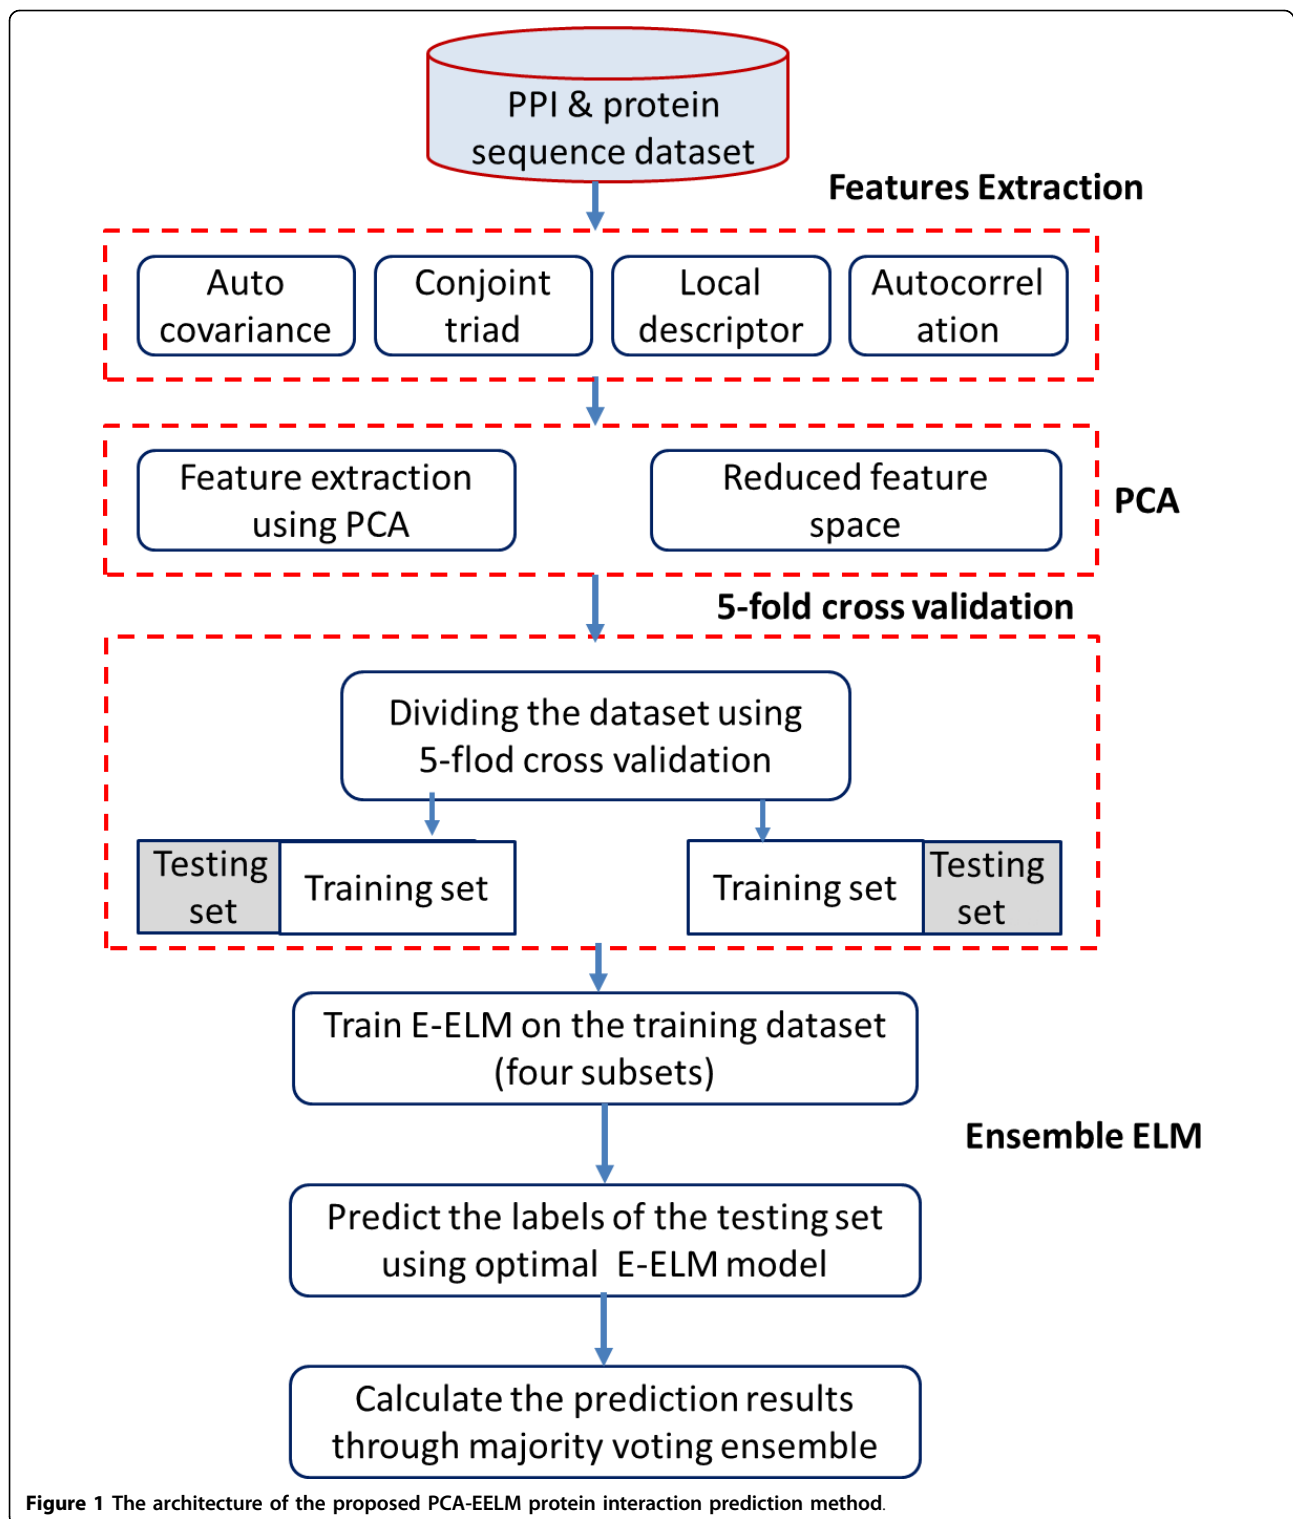 PPI & protein
sequence dataset
Features Extraction
Auto
covariance
Conjoint
triad
Local
descriptor
Autocorrel
ation
Feature extraction
using PCA
Reduced feature
space
PCA
5-fold cross validation
Dividing the dataset using
5-flod cross validation
Testing
set
Training set
Training set
Testing
set
Train E-ELM on the training dataset
(four subsets)
Ensemble ELM
Predict the labels of the testing set
using optimal E-ELM model
Calculate the prediction results
through majority voting ensemble
Figure 1 The architecture of the proposed PCA-EELM protein interaction prediction method.